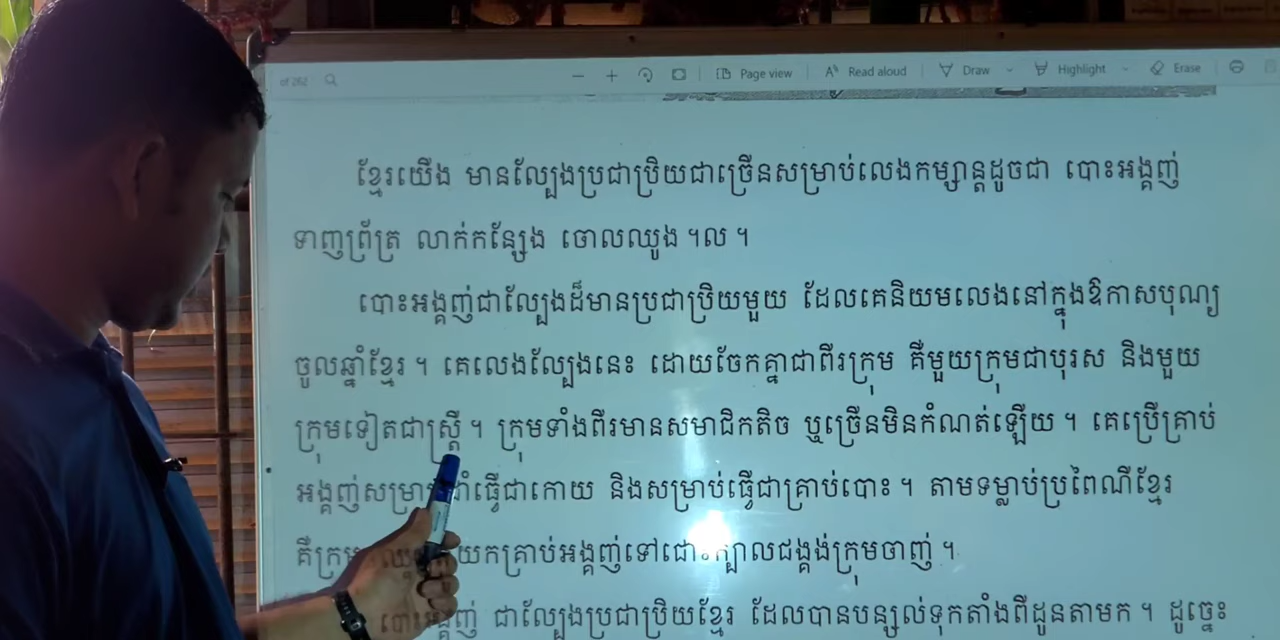 of 262 Page view Read aloud Draw Highlight Erase
ខ្មែរយើង មានល្បែងប្រជាប្រិយជាច្រើនសម្រាប់លេងកម្សាន្តដូចជា បោះអង្គញ់
ទាញព្រ័ត្រ លាក់កន្សែង ចោលឈូង ។ល ។
បោះអង្គញ់ជាល្បែងដ៏មានប្រជាប្រិយមួយ ដែលគេនិយមលេងនៅក្នុងឱកាសបុណ្យ
ចូលឆ្នាំខ្មែរ ។ គេលេងល្បែងនេះ ដោយចែកគ្នាជាពីរក្រុម គឺមួយក្រុមជាបុរស និងមួយ
ក្រុមទៀតជាស្ត្រី ។ ក្រុមទាំងពីរមានសមាជិកតិច ឬច្រើនមិនកំណត់ឡើយ ។ គេប្រើគ្រាប់
អង្គញ់ ធ្វើជាគោយ និងសម្រាប់ធ្វើជាគ្រាប់បោះ ។ តាមទម្លាប់ប្រពៃណីខ្មែរ
យកគ្រាប់អង្គញ់ទៅ ក្បាលជង្គង់ក្រុមចាញ់ ។
ជាល្បែងប្រជាប្រិយខ្មែរ ដែលបានបន្សល់ទុកតាំងពីដូនតាមក ។ ដូច្នេះ